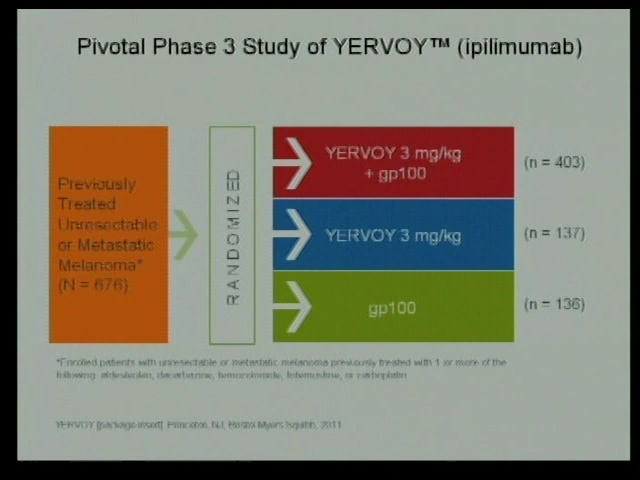 Pivotal Phase 3 Study of YERVOY™ (ipilimumab)
Previously
Treated
Unresectable
or Metastatic
Melanoma*
(N = 676)
RANDOMIZED
YERVOY 3 mg/kg
+ gp100
(n = 403)
YERVOY 3 mg/kg
(n = 137)
gp100
(n = 136)
*Enrolled patients with unresectable or metastatic melanoma previously treated with 1 or more of the
following: aldesleukin, dacarbazine, temozolomide, fotemustine, or carboplatin
YERVOY [package insert]. Princeton, NJ, Bristol Myers Squibb, 2011